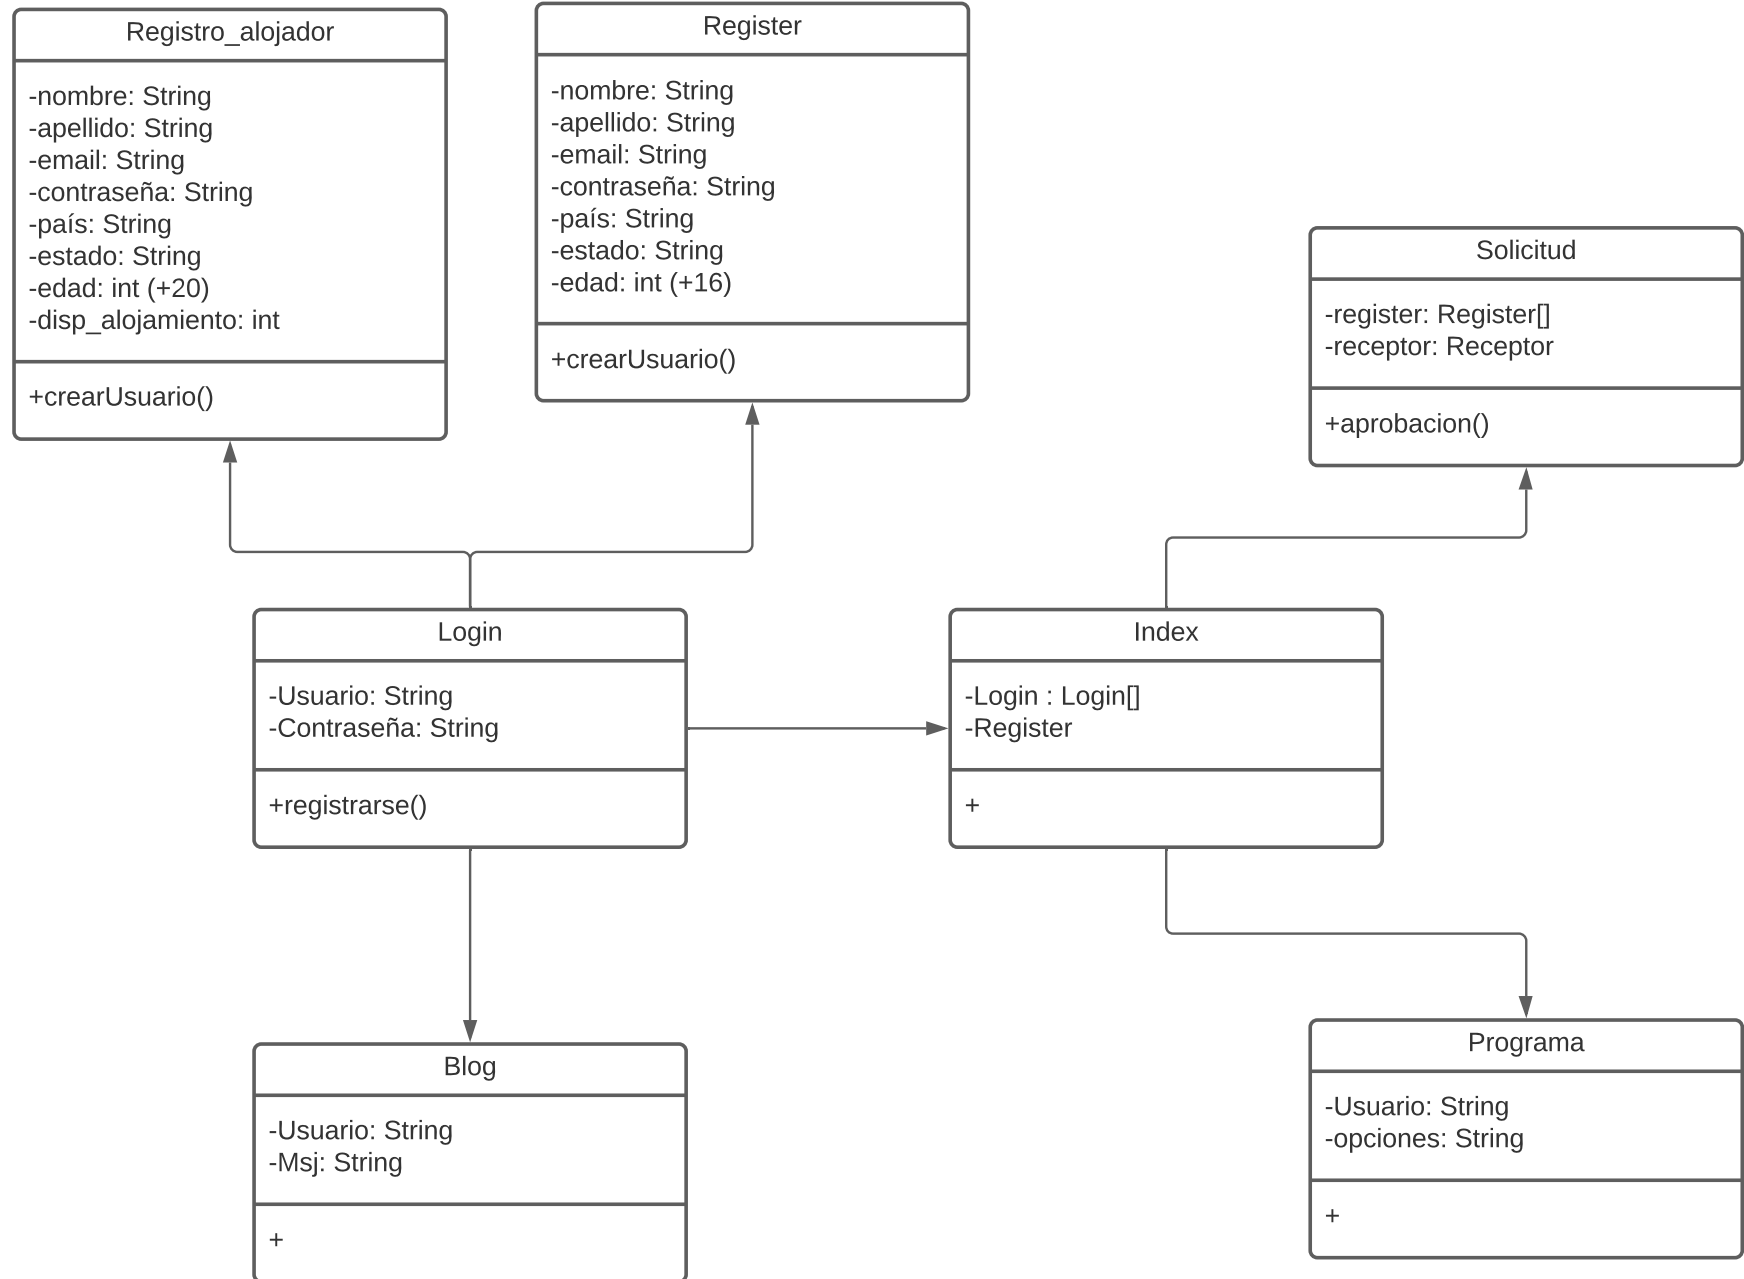 Registro_alojador
-nombre: String
-apellido: String
-email: String
-contraseña: String
-país: String
-estado: String
-edad: int (+20)
-disp_alojamiento: int
+crearUsuario()
Register
-nombre: String
-apellido: String
-email: String
-contraseña: String
-país: String
-estado: String
-edad: int (+16)
+crearUsuario()
Solicitud
-register: Register[]
-receptor: Receptor
+aprobacion()
Login
-Usuario: String
-Contraseña: String
+registrarse()
Index
-Login : Login[]
-Register
+
Blog
-Usuario: String
-Msj: String
+
Programa
-Usuario: String
-opciones: String
+